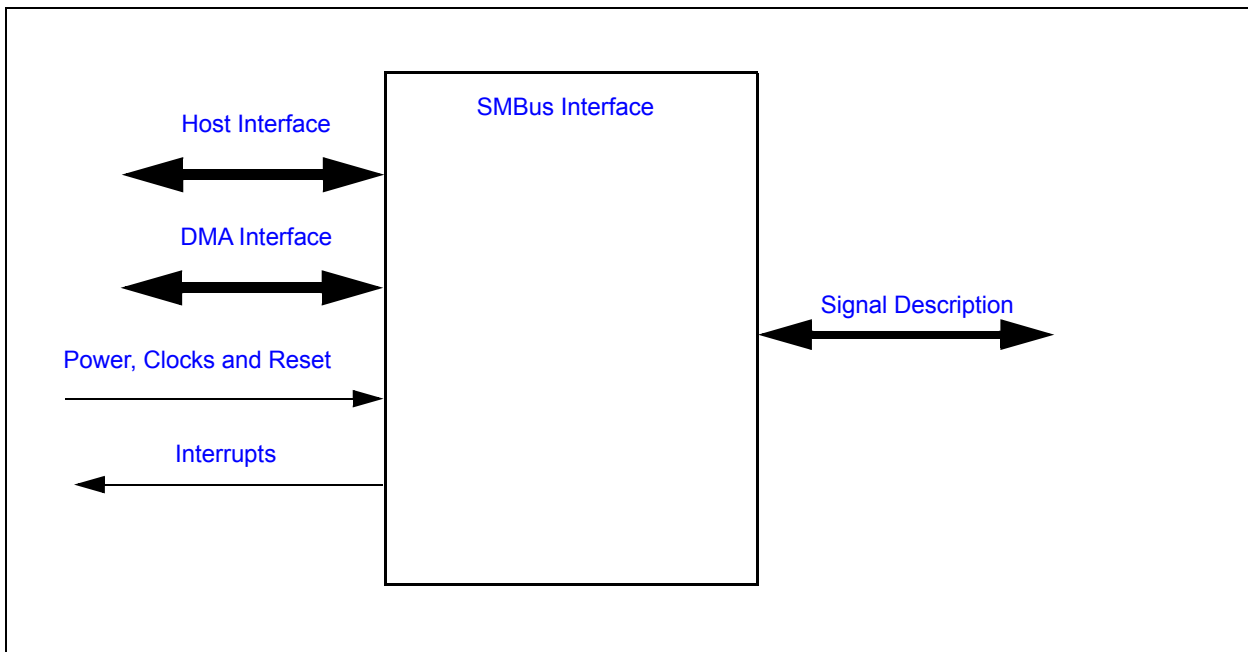 SMBus Interface
Host Interface
DMA Interface
Signal Description
Power, Clocks and Reset
Interrupts